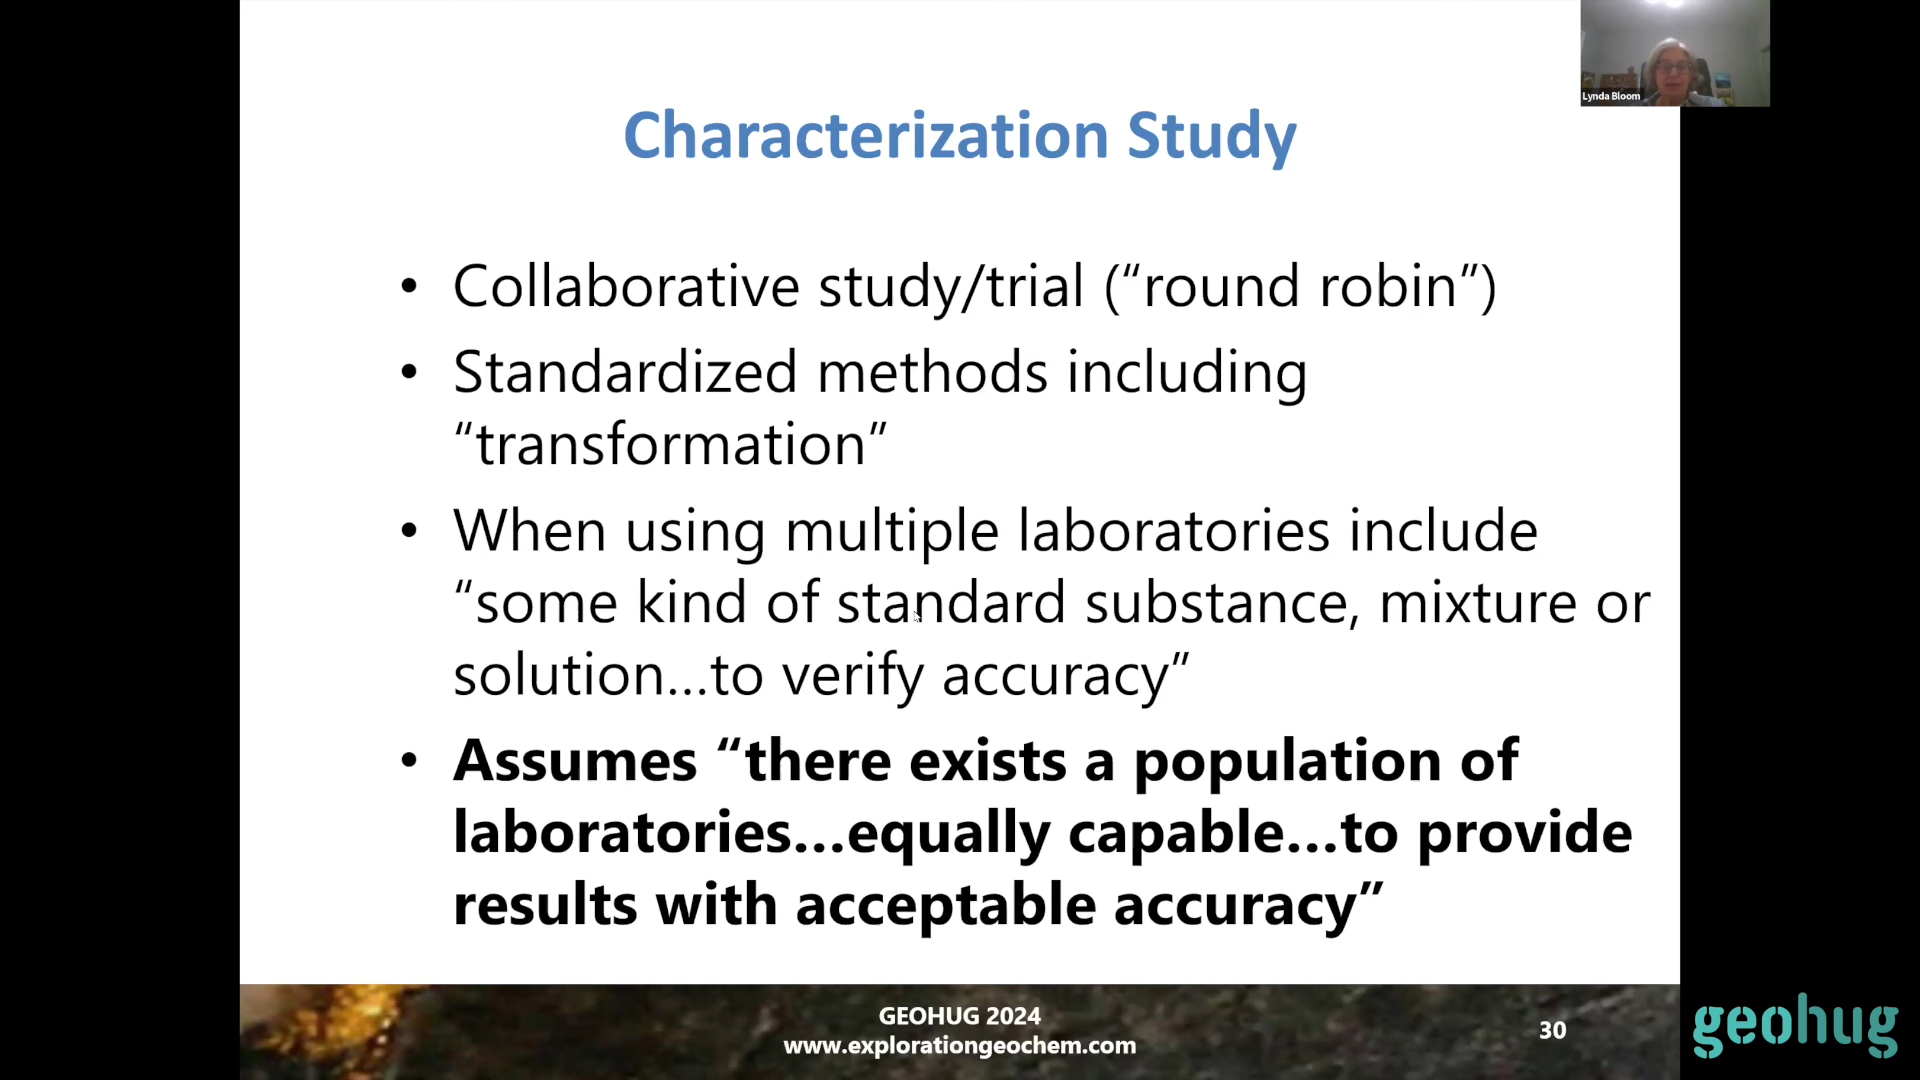 Lynda Bloom
Characterization Study
• Collaborative study/trial (“round robin”)
• Standardized methods including
“transformation”
• When using multiple laboratories include
“some kind of standard substance, mixture or
solution...to verify accuracy”
• Assumes “there exists a population of
laboratories...equally capable...to provide
results with acceptable accuracy”
GEOHUG 2024
www.explorationgeochem.com
30
geohug